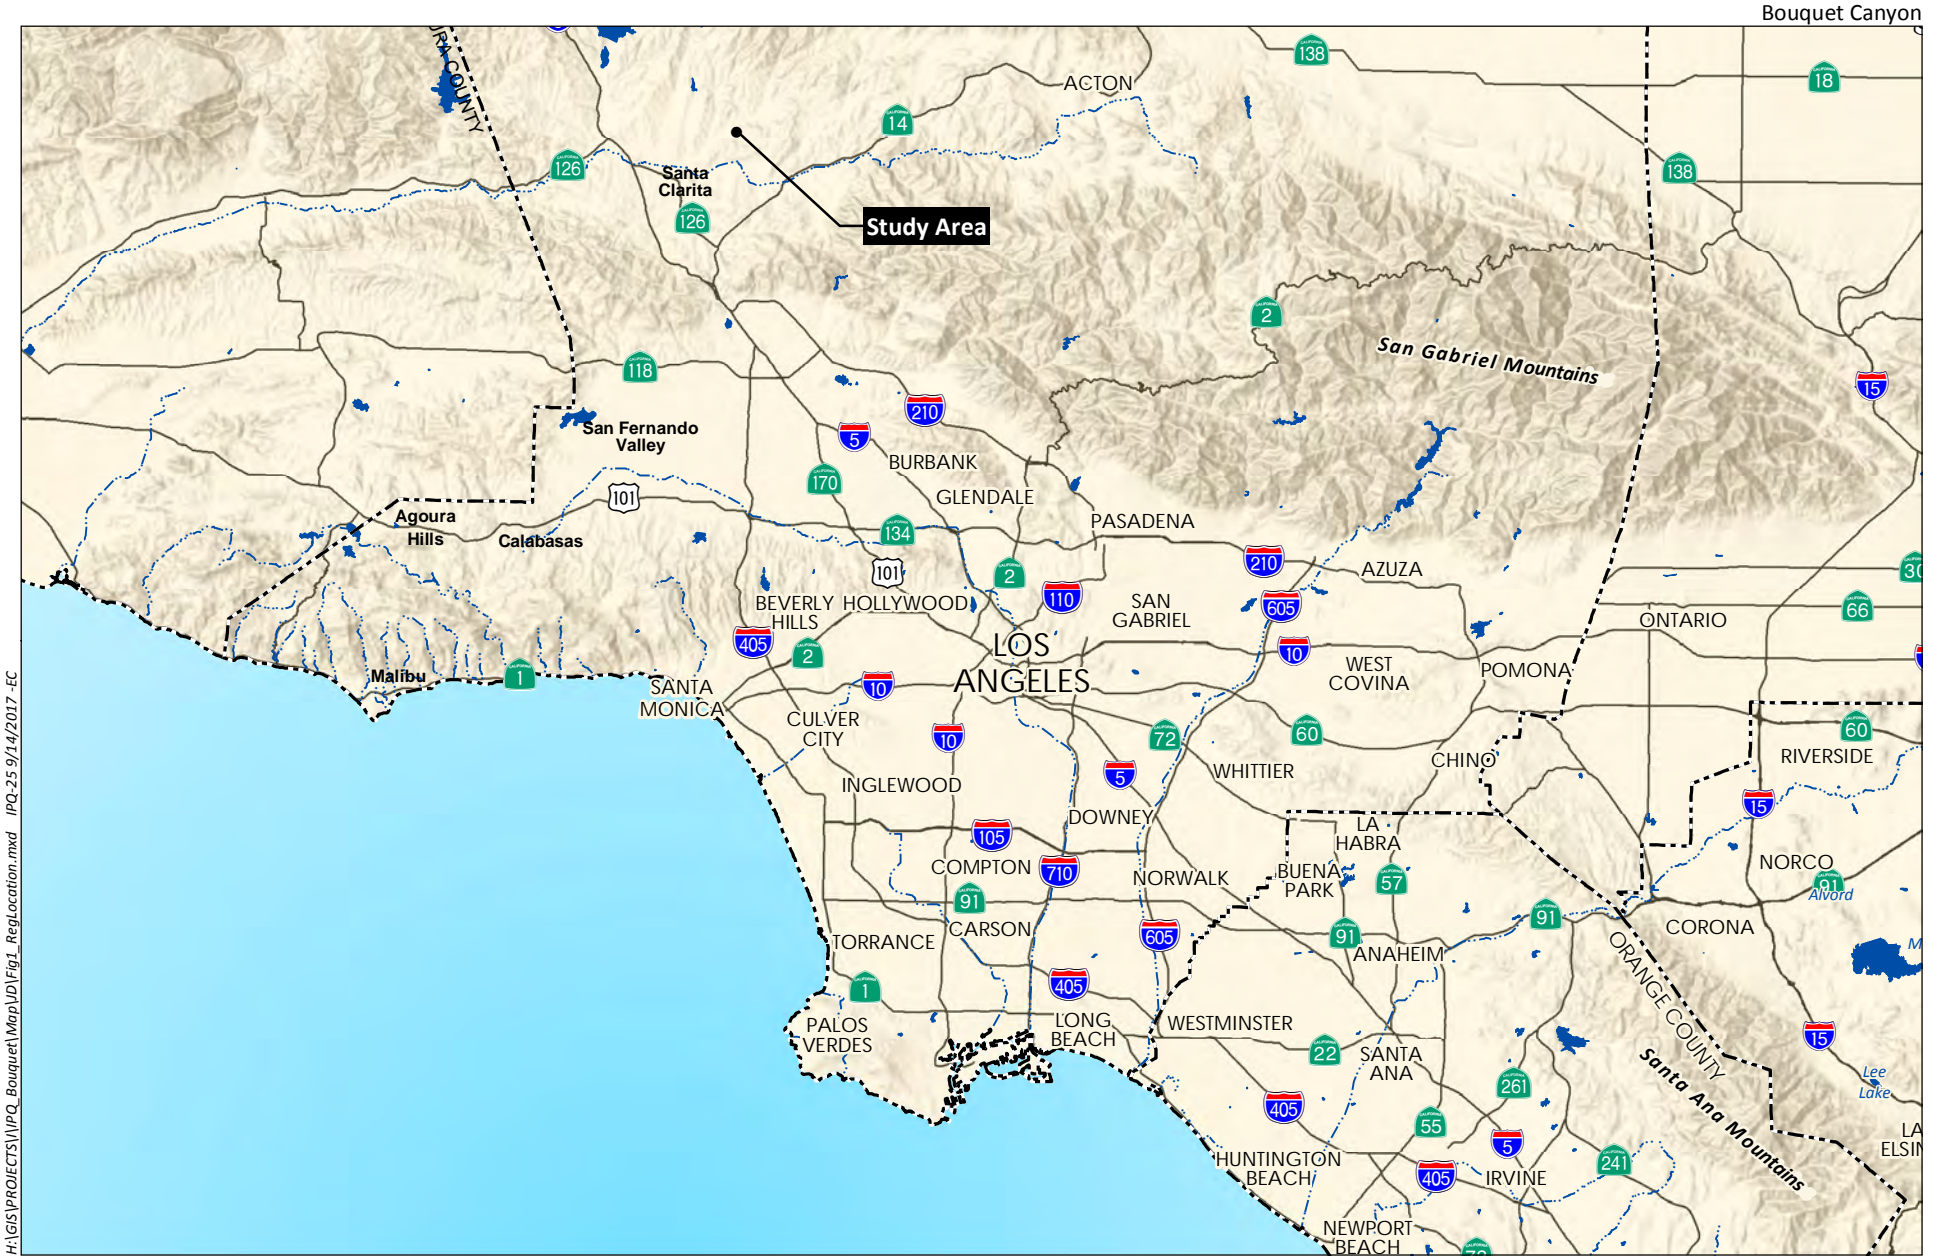 Bouquet Canyon
URA COUNTY
138
18
ACTON
14
126
Santa
Clarita
126
138
Study Area
2
San Gabriel Mountains
118
15
210
5
San Fernando
Valley
BURBANK
170
GLENDALE
101
PASADENA
Agoura
Hills
Calabasas
134
101
2
210
AZUZA
30
110
605
66
BEVERLY
HILLS
HOLLYWOOD
SAN
GABRIEL
ONTARIO
405
2
LOS
ANGELES
10
WEST
COVINA
POMONA
Malibu
1
SANTA
MONICA
10
CULVER
CITY
10
72
60
60
RIVERSIDE
CHINO
WHITTIER
5
INGLEWOOD
15
DOWNEY
105
LA
HABRA
COMPTON
710
NORWALK
BUENA
PARK
57
NORCO
91
Alvord
91
CARSON
91
605
91
CORONA
TORRANCE
ANAHEIM
ORANGE COUNTY
M
1
405
PALOS
VERDES
LONG
BEACH
WESTMINSTER
22
SANTA
ANA
15
Santa Ana Mountains
Lee
Lake
261
405
55
5
LA
ELSIN
241
HUNTINGTON
BEACH
405
IRVINE
NEWPORT
BEACH
73
H:\GIS\PROJECTS\I\IPQ_Bouquet\Map\JD\Fig1_RegLocation.mxd IPQ-25 9/14/2017 -EC